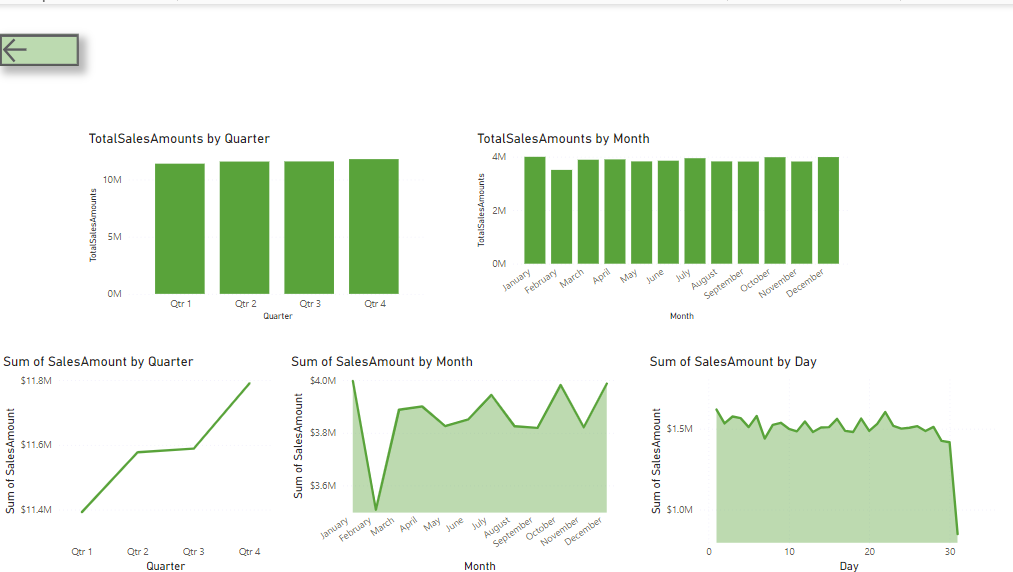 TotalSalesAmounts by Quarter
TotalSalesAmounts
10M
5M
0M
Qtr 1 Qtr 2 Qtr 3 Qtr 4
Quarter
TotalSalesAmounts by Month
TotalSalesAmounts
4M
2M
0M
January February March April May June July August September October November December
Month
Sum of SalesAmount by Quarter
Sum of SalesAmount
$11.8M
$11.6M
$11.4M
Qtr 1 Qtr 2 Qtr 3 Qtr 4
Quarter
Sum of SalesAmount by Month
Sum of SalesAmount
$4.0M
$3.8M
$3.6M
January February March April May June July August September October November December
Month
Sum of SalesAmount by Day
Sum of SalesAmount
$1.5M
$1.0M
0 10 20 30
Day